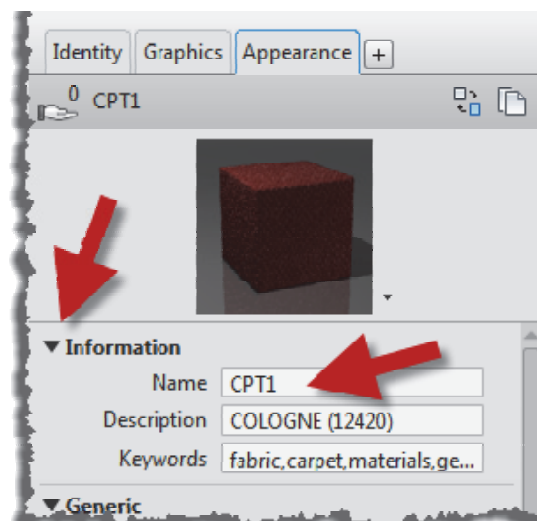 Identity Graphics Appearance +
0 CPT1
Information
Name CPT1
Description COLOGNE (12420)
Keywords fabric,carpet,materials,ge...
Generic